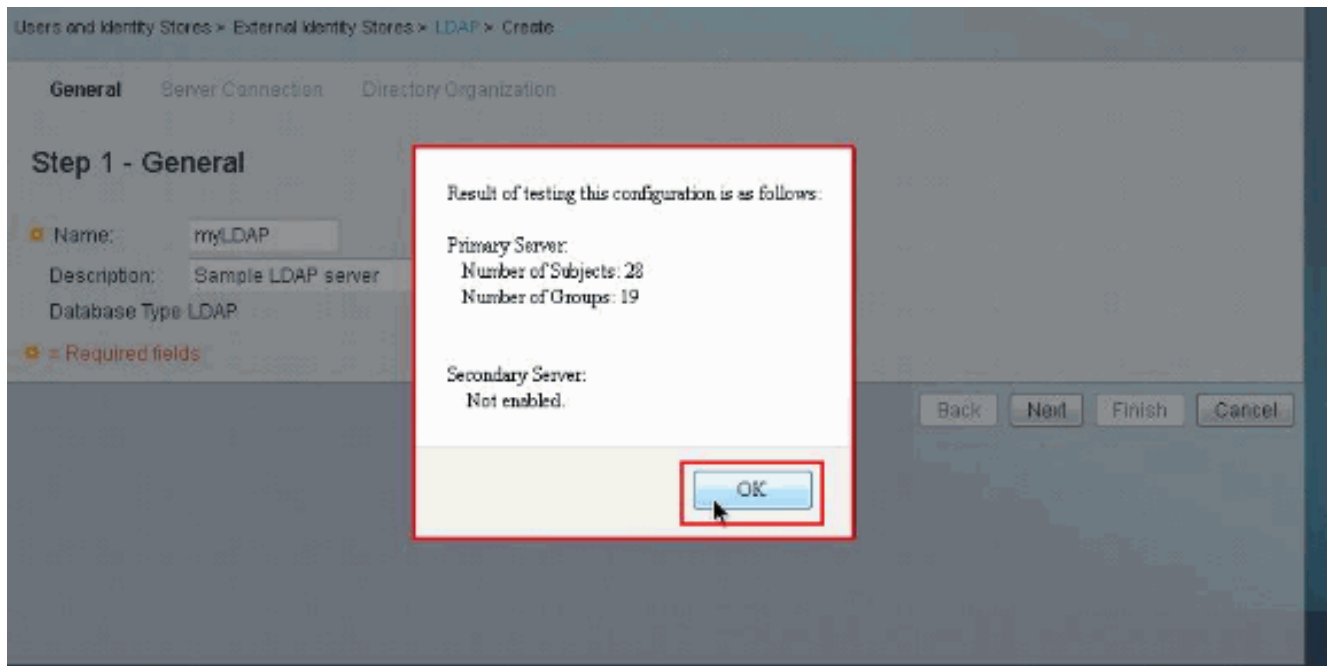 Users and Identity Stores > External Identity Stores > LDAP > Create
General Server Connection Directory Organization
Step 1 - General
Name: myLDAP
Description: Sample LDAP server
Database Type LDAP
= Required fields
Result of testing this configuration is as follows:
Primary Server:
Number of Subjects: 28
Number of Groups: 19
Secondary Server:
Not enabled.
OK
Back Next Finish Cancel